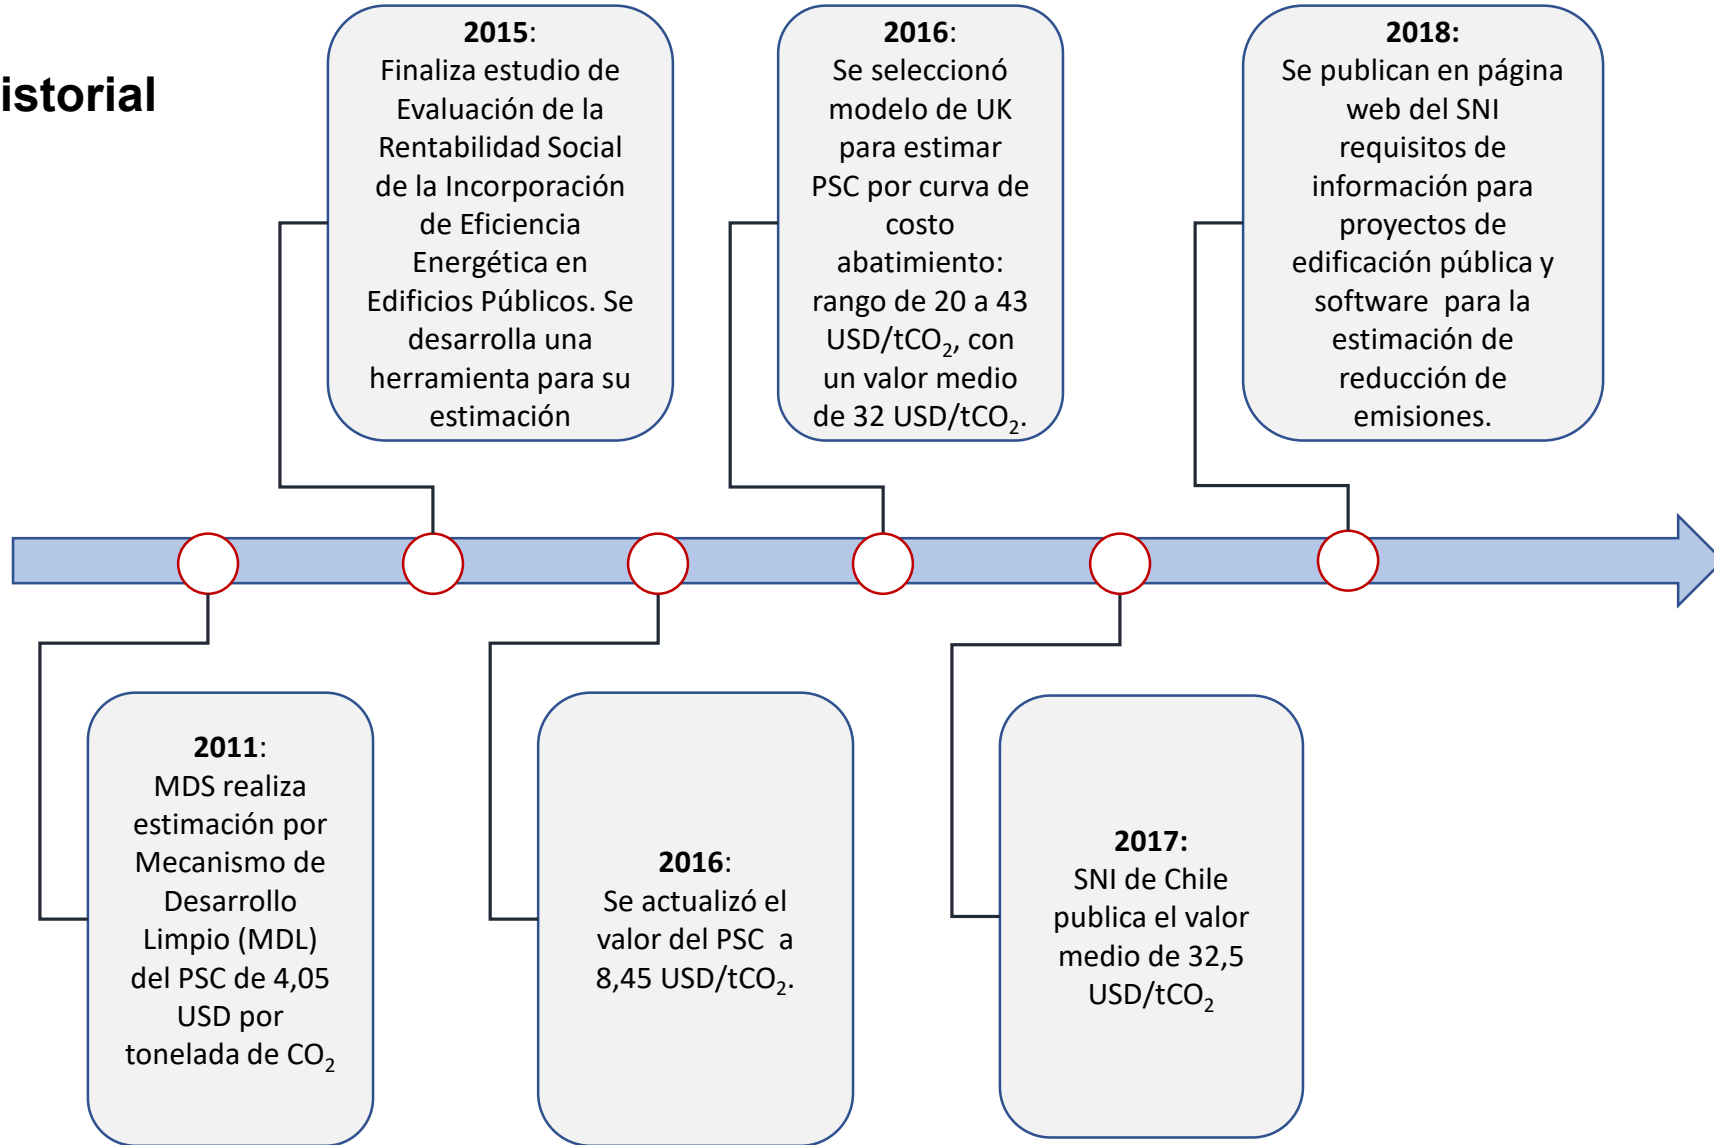 istorial
2015:
Finaliza estudio de
Evaluación de la
Rentabilidad Social
de la Incorporación
de Eficiencia
Energética en
Edificios Públicos. Se
desarrolla una
herramienta para su
estimación
2016:
Se seleccionó
modelo de UK
para estimar
PSC por curva de
costo
abatimiento:
rango de 20 a 43
USD/tCO₂, con
un valor medio
de 32 USD/tCO₂.
2018:
Se publican en página
web del SNI
requisitos de
información para
proyectos de
edificación pública y
software para la
estimación de
reducción de
emisiones.
2011:
MDS realiza
estimación por
Mecanismo de
Desarrollo
Limpio (MDL)
del PSC de 4,05
USD por
tonelada de CO₂
2016:
Se actualizó el
valor del PSC a
8,45 USD/tCO₂.
2017:
SNI de Chile
publica el valor
medio de 32,5
USD/tCO₂